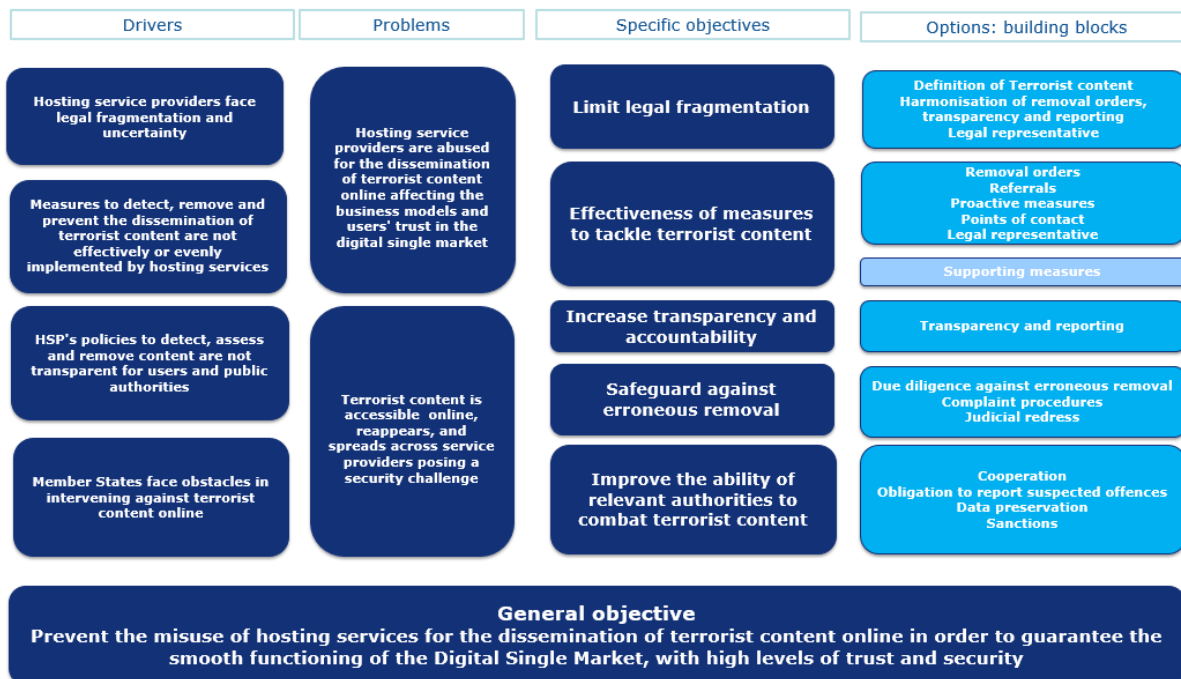 Drivers
Problems
Specific objectives
Options: building blocks
Hosting service providers face
legal fragmentation and
uncertainty
Measures to detect, remove and
prevent the dissemination of
terrorist content are not
effectively or evenly
implemented by hosting services
HSP's policies to detect, assess
and remove content are not
transparent for users and public
authorities
Member States face obstacles in
intervening against terrorist
content online
Hosting service
providers are abused
for the dissemination
of terrorist content
online affecting the
business models and
users' trust in the
digital single market
Terrorist content is
accessible online,
reappears, and
spreads across service
providers posing a
security challenge
Limit legal fragmentation
Effectiveness of measures
to tackle terrorist content
Increase transparency and
accountability
Safeguard against
erroneous removal
Improve the ability of
relevant authorities to
combat terrorist content
Definition of Terrorist content
Harmonisation of removal orders,
transparency and reporting
Legal representative
Removal orders
Referrals
Proactive measures
Points of contact
Legal representative
Supporting measures
Transparency and reporting
Due diligence against erroneous removal
Complaint procedures
Judicial redress
Cooperation
Obligation to report suspected offences
Data preservation
Sanctions
General objective
Prevent the misuse of hosting services for the dissemination of terrorist content online in order to guarantee the
smooth functioning of the Digital Single Market, with high levels of trust and security